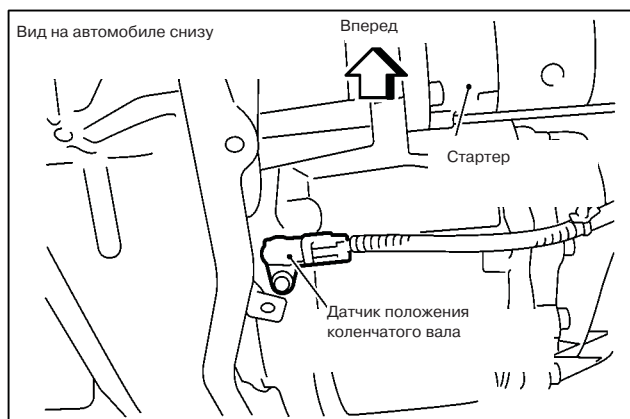 Вид на автомобиле снизу
Вперед
Стартер
Датчик положения
коленчатого вала